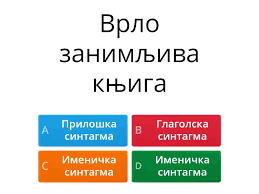 Врло
занимљива
књига
A Прилошка
синтагма
B Глаголска
синтагма
C Именичка
синтагма
D Именичка
синтагма